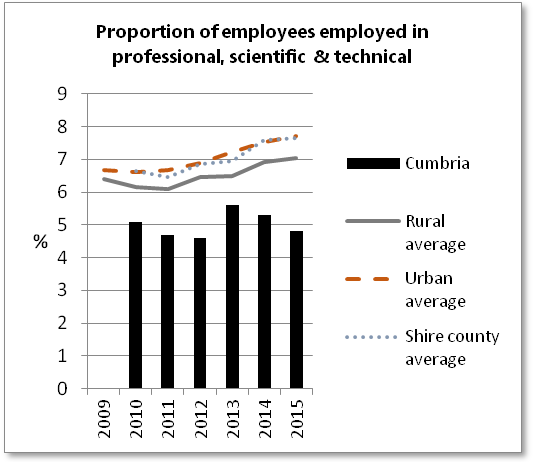 Proportion of employees employed in
professional, scientific & technical
9
8
7
6
5
4
3
2
1
0
%
2009
2010
2011
2012
2013
2014
2015
Cumbria
Rural
average
Urban
average
Shire county
average